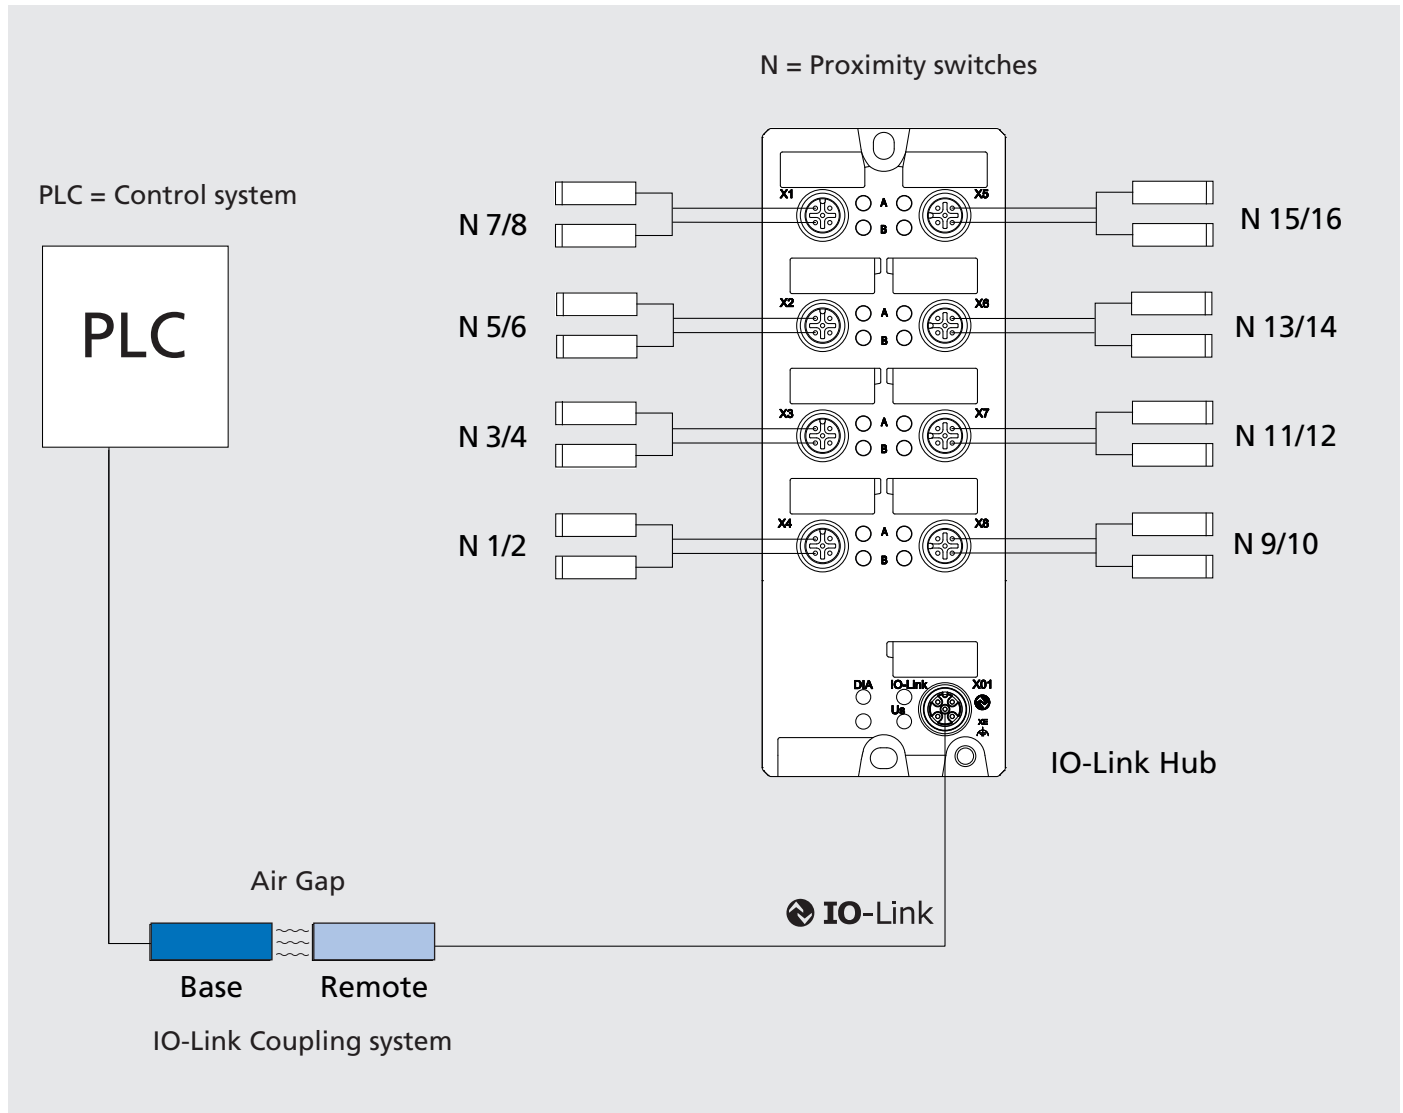 N = Proximity switches
PLC = Control system
PLC
N 7/8
X1
A
B
X5
N 15/16
N 5/6
X2
A
B
X6
N 13/14
N 3/4
X3
A
B
X7
N 11/12
N 1/2
X4
A
B
X8
N 9/10
DIA
IO-Link
X01
Us
XE
IO-Link Hub
Air Gap
IO-Link
Base
Remote
IO-Link Coupling system